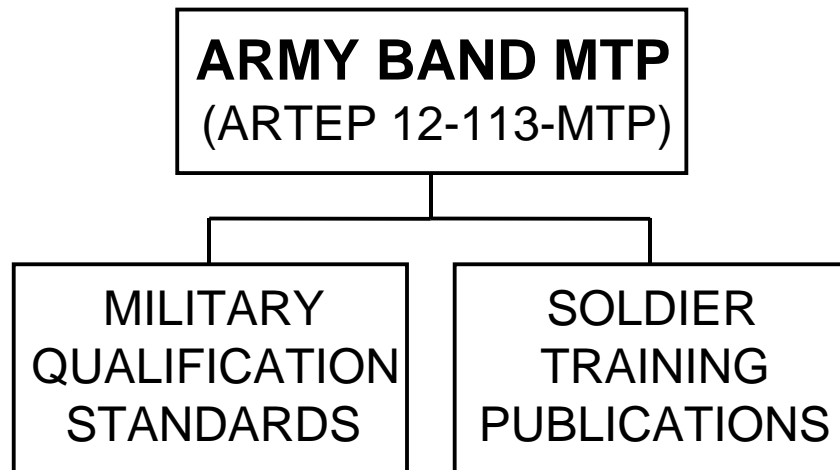 ARMY BAND MTP
(ARTEP 12-113-MTP)
MILITARY
QUALIFICATION
STANDARDS
SOLDIER
TRAINING
PUBLICATIONS